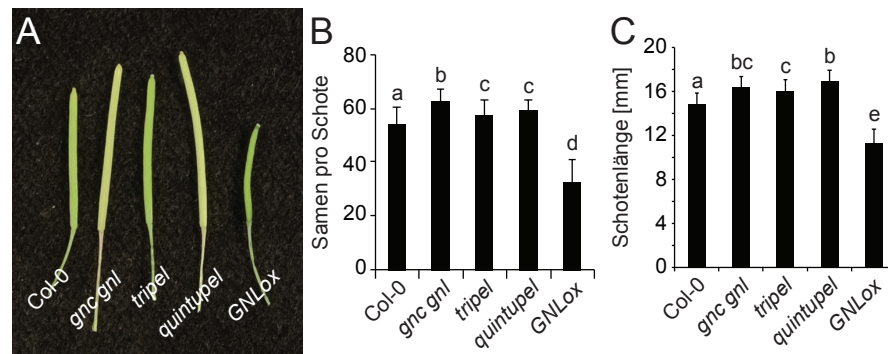 A
Col-0
gnc gnl
tripel
quintupel
GNLox
B
Samen pro Schote
80
60
40
20
0
a
b
c
c
d
Col-0
gnc gnl
tripel
quintupel
GNLox
C
Schotenlänge [mm]
20
16
12
8
4
0
a
bc
c
b
e
Col-0
gnc gnl
tripel
quintupel
GNLox